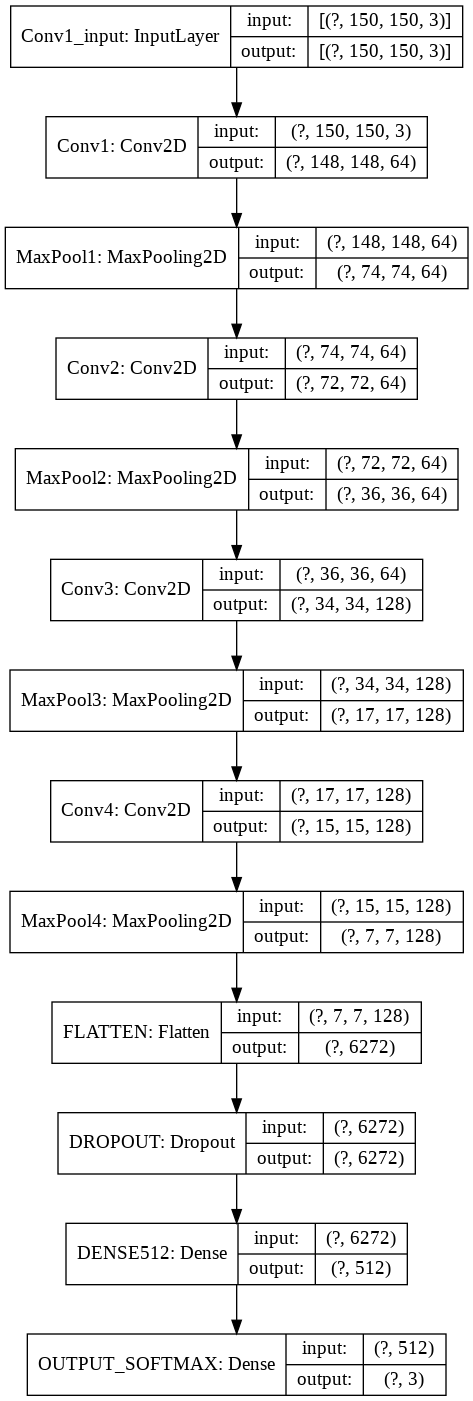 Conv1_input: InputLayer
input: [(?, 150, 150, 3)]
output: [(?, 150, 150, 3)]
Conv1: Conv2D
input: (?, 150, 150, 3)
output: (?, 148, 148, 64)
MaxPool1: MaxPooling2D
input: (?, 148, 148, 64)
output: (?, 74, 74, 64)
Conv2: Conv2D
input: (?, 74, 74, 64)
output: (?, 72, 72, 64)
MaxPool2: MaxPooling2D
input: (?, 72, 72, 64)
output: (?, 36, 36, 64)
Conv3: Conv2D
input: (?, 36, 36, 64)
output: (?, 34, 34, 128)
MaxPool3: MaxPooling2D
input: (?, 34, 34, 128)
output: (?, 17, 17, 128)
Conv4: Conv2D
input: (?, 17, 17, 128)
output: (?, 15, 15, 128)
MaxPool4: MaxPooling2D
input: (?, 15, 15, 128)
output: (?, 7, 7, 128)
FLATTEN: Flatten
input: (?, 7, 7, 128)
output: (?, 6272)
DROPOUT: Dropout
input: (?, 6272)
output: (?, 6272)
DENSE512: Dense
input: (?, 6272)
output: (?, 512)
OUTPUT_SOFTMAX: Dense
input: (?, 512)
output: (?, 3)